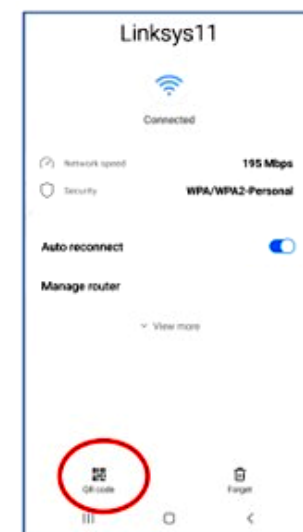 Linksys11
Connected
Network speed 195 Mbps
Security WPA/WPA2-Personal
Auto reconnect
Manage router
View more
QR code Forget